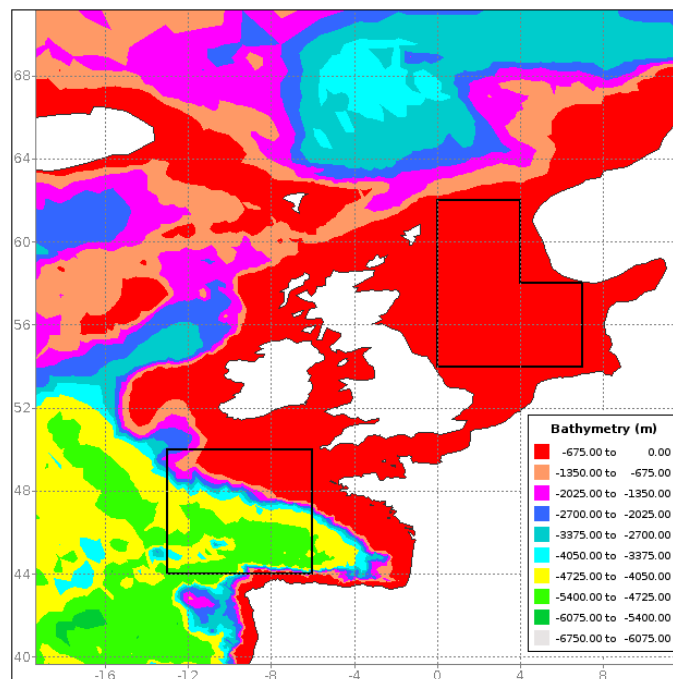 68
64
60
56
52
48
44
40
-16 -12 -8 -4 0 4 8
Bathymetry (m)
-675.00 to 0.00
-1350.00 to -675.00
-2025.00 to -1350.00
-2700.00 to -2025.00
-3375.00 to -2700.00
-4050.00 to -3375.00
-4725.00 to -4050.00
-5400.00 to -4725.00
-6075.00 to -5400.00
-6750.00 to -6075.00